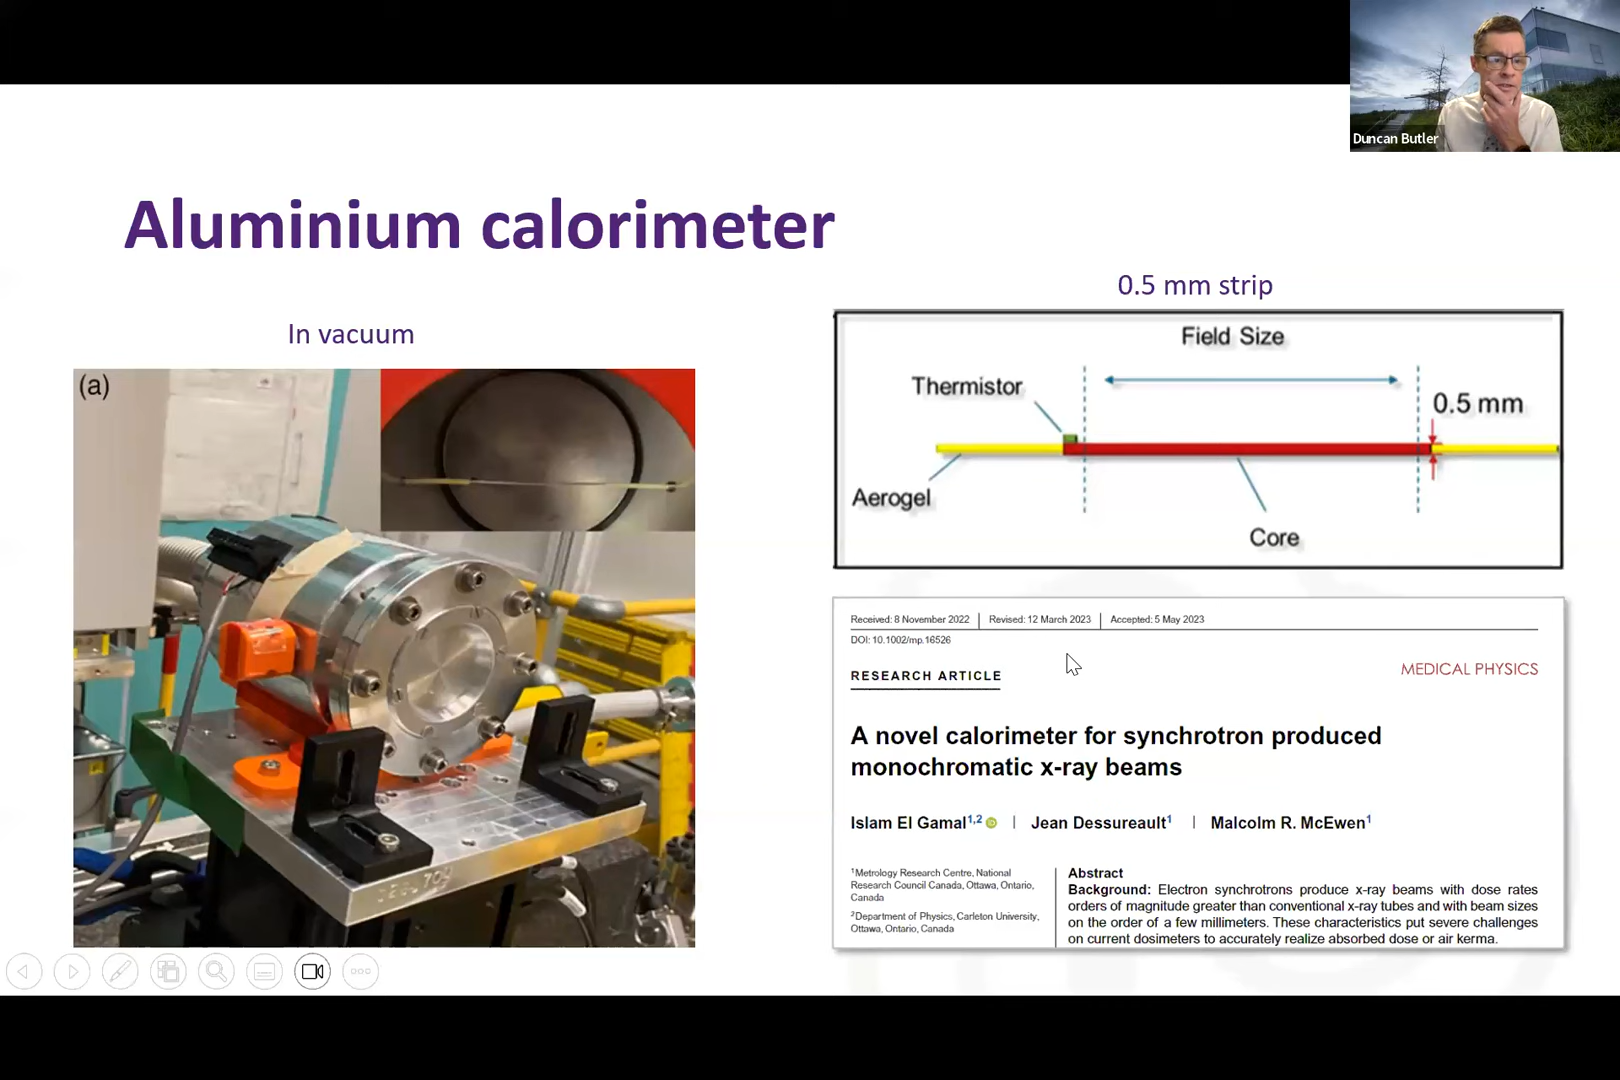 Duncan Butler
Aluminium calorimeter
In vacuum
(a)
0.5 mm strip
Field Size
Thermistor
0.5 mm
Aerogel
Core
Received: 8 November 2022 | Revised: 12 March 2023 | Accepted: 5 May 2023
DOI: 10.1002/mp.16526
RESEARCH ARTICLE
MEDICAL PHYSICS
A novel calorimeter for synchrotron produced
monochromatic x-ray beams
Islam El Gamal1,2 | Jean Dessureault1 | Malcolm R. McEwen1
1Metrology Research Centre, National
Research Council Canada, Ottawa, Ontario,
Canada
2Department of Physics, Carleton University,
Ottawa, Ontario, Canada
Abstract
Background: Electron synchrotrons produce x-ray beams with dose rates
orders of magnitude greater than conventional x-ray tubes and with beam sizes
on the order of a few millimeters. These characteristics put severe challenges
on current dosimeters to accurately realize absorbed dose or air kerma.